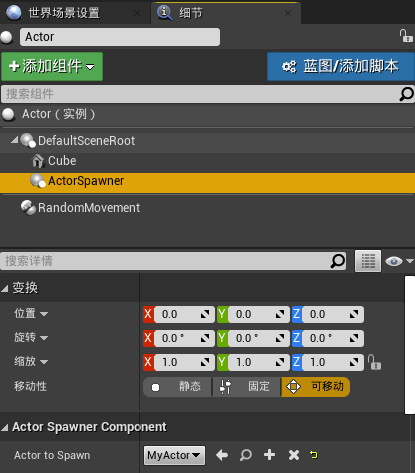 世界场景设置 细节
Actor
添加组件 蓝图/添加脚本
搜索组件
Actor（实例）
DefaultSceneRoot
Cube
ActorSpawner
RandomMovement
搜索详情
变换
位置 X 0.0 Y 0.0 Z 0.0
旋转 X 0.0 ° Y 0.0 ° Z 0.0 °
缩放 X 1.0 Y 1.0 Z 1.0
移动性 静态 固定 可移动
Actor Spawner Component
Actor to Spawn MyActor